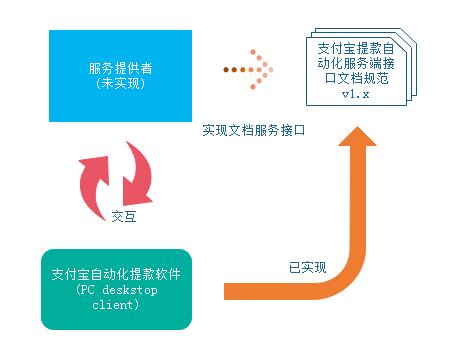 服务提供者
(未实现)
支付宝提款自
动化服务端接
口文档规范
v1.x
实现文档服务接口
交互
支付宝自动化提款软件
(PC deskstop
client)
已实现